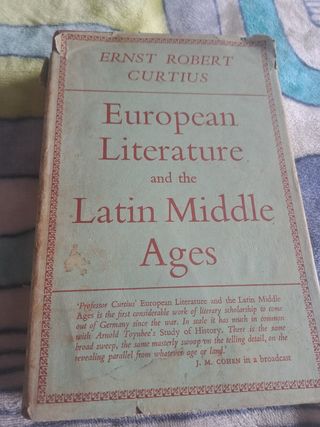 ERNST ROBERT
CURTIUS
European
Literature
and the
Latin Middle
Ages
'Professor Curtius' European Literature and the Latin Middle
Ages is the first considerable work of literary scholarship to come
out of Germany since the war. In scale it has much in common
with Arnold Toynbee's Study of History. There is the same
broad sweep, the same masterly swoop on the telling detail, on the
revealing parallel from whatever age or land.'
J. M. COHEN in a broadcast